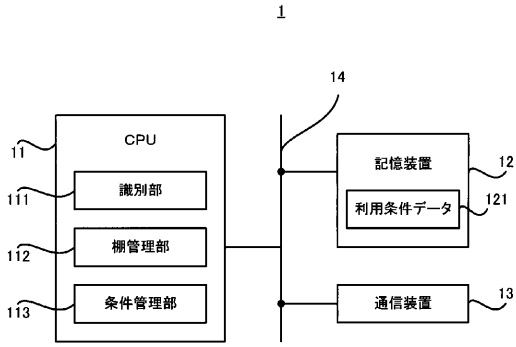 1
14
11
CPU
111
識別部
112
棚管理部
113
条件管理部
記憶装置
12
利用条件データ
121
通信装置
13